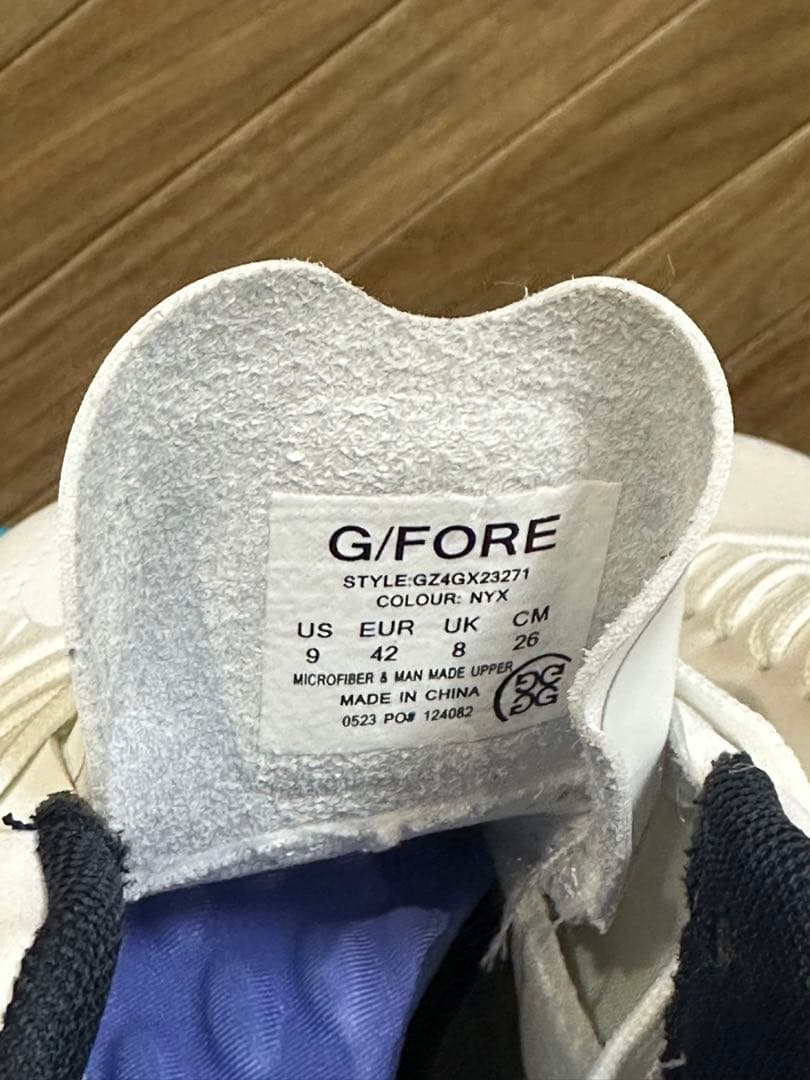 G/FORE
STYLE:GZ4GX23271
COLOUR: NYX
US EUR UK CM
9 42 8 26
MICROFIBER & MAN MADE UPPER
MADE IN CHINA
0523 PO# 124082